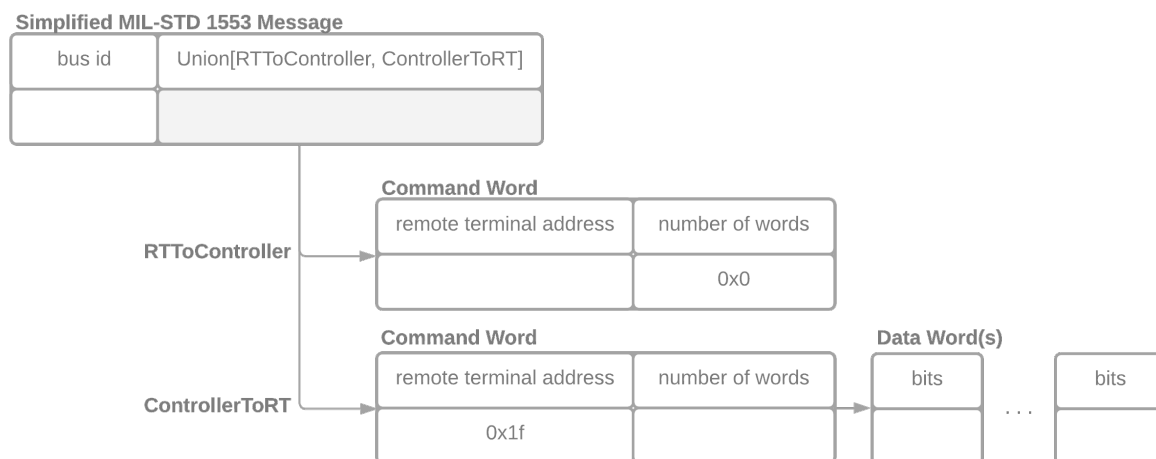 Simplified MIL-STD 1553 Message
bus id Union[RTToController, ControllerToRT]
Command Word
remote terminal address number of words
RTToController
0x0
Command Word Data Word(s)
remote terminal address number of words bits bits
ControllerToRT
. . .
0x1f